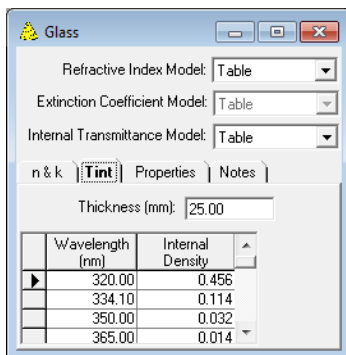 Glass
Refractive Index Model: Table
Extinction Coefficient Model: Table
Internal Transmittance Model: Table
n & k Tint Properties Notes
Thickness (mm): 25.00
Wavelength (nm) Internal Density
320.00 0.456
334.10 0.114
350.00 0.032
365.00 0.014